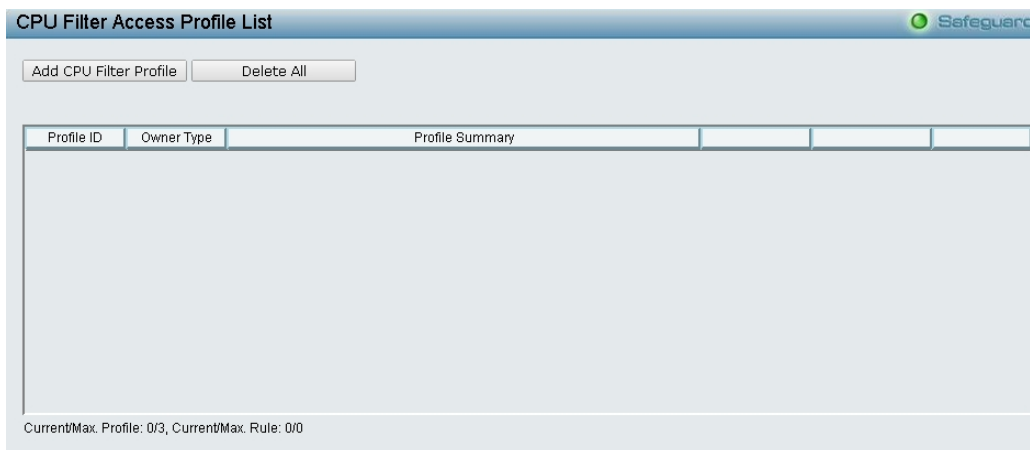 CPU Filter Access Profile List
Safeguard
Add CPU Filter Profile Delete All
Profile ID Owner Type Profile Summary
Current/Max. Profile: 0/3, Current/Max. Rule: 0/0